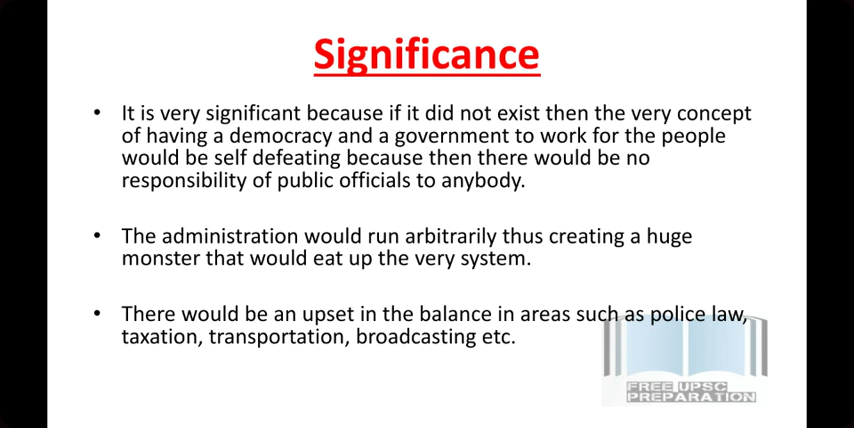 Significance
• It is very significant because if it did not exist then the very concept
of having a democracy and a government to work for the people
would be self defeating because then there would be no
responsibility of public officials to anybody.
• The administration would run arbitrarily thus creating a huge
monster that would eat up the very system.
• There would be an upset in the balance in areas such as police law,
taxation, transportation, broadcasting etc.
FREE UPSC
PREPARATION